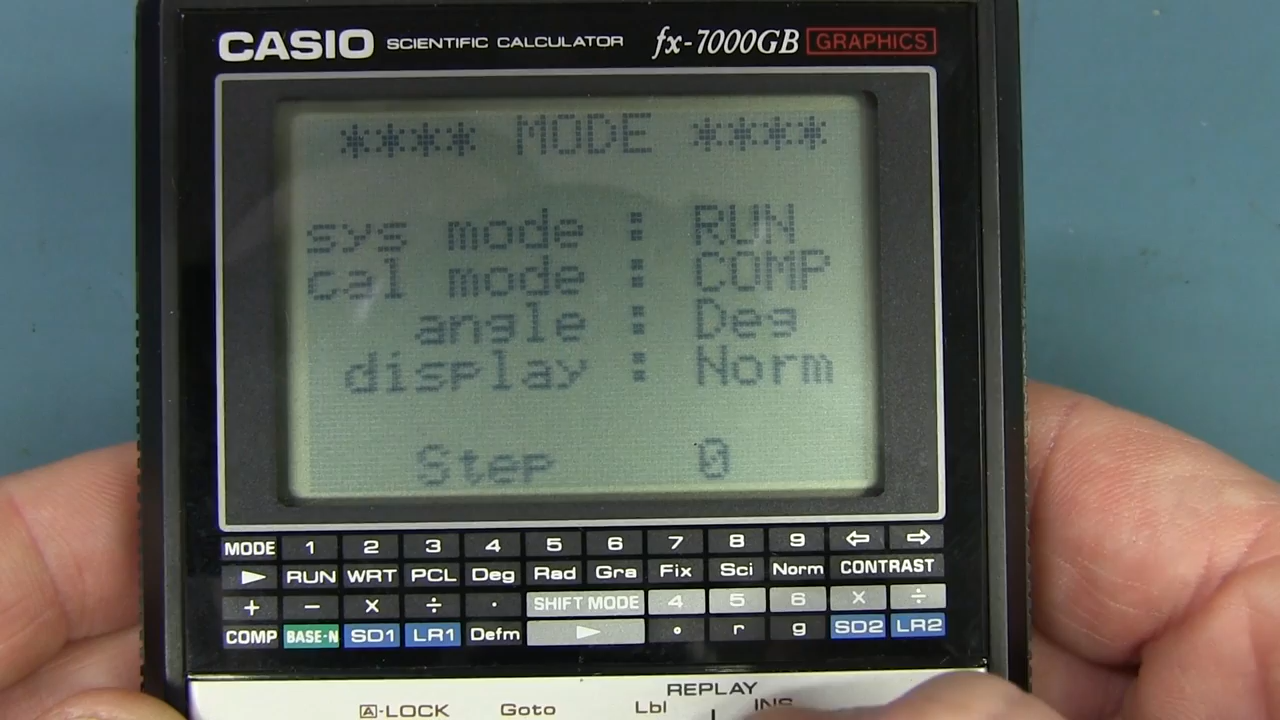 CASIO SCIENTIFIC CALCULATOR fx-7000GB GRAPHICS
**** MODE ****
sys mode : RUN
cal mode : COMP
angle : Deg
display : Norm
Step 0
MODE 1 2 3 4 5 6 7 8 9 ⇦ ⇨
► RUN WRT PCL Deg Rad Gra Fix Sci Norm CONTRAST
+ − × ÷ · SHIFT MODE 4 5 6 × ÷
COMP BASE-N SD1 LR1 Defm ► ° r g SD2 LR2
REPLAY
A-LOCK Goto Lbl INS